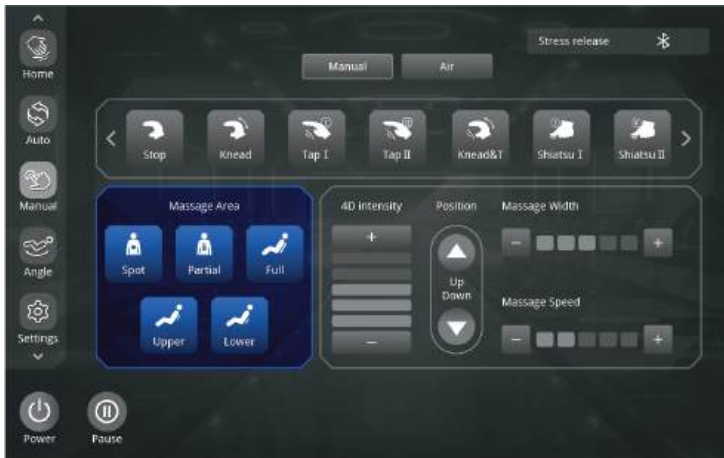 Stress release
Home
Manual
Air
Auto
Stop
Knead
Tap I
Tap II
Knead&T
Shiatsu I
Shiatsu II
Manual
Massage Area
Spot
Partial
Full
Upper
Lower
4D intensity
+
−
Position
Up
Down
Massage Width
−
+
Massage Speed
−
+
Angle
Settings
Power
Pause